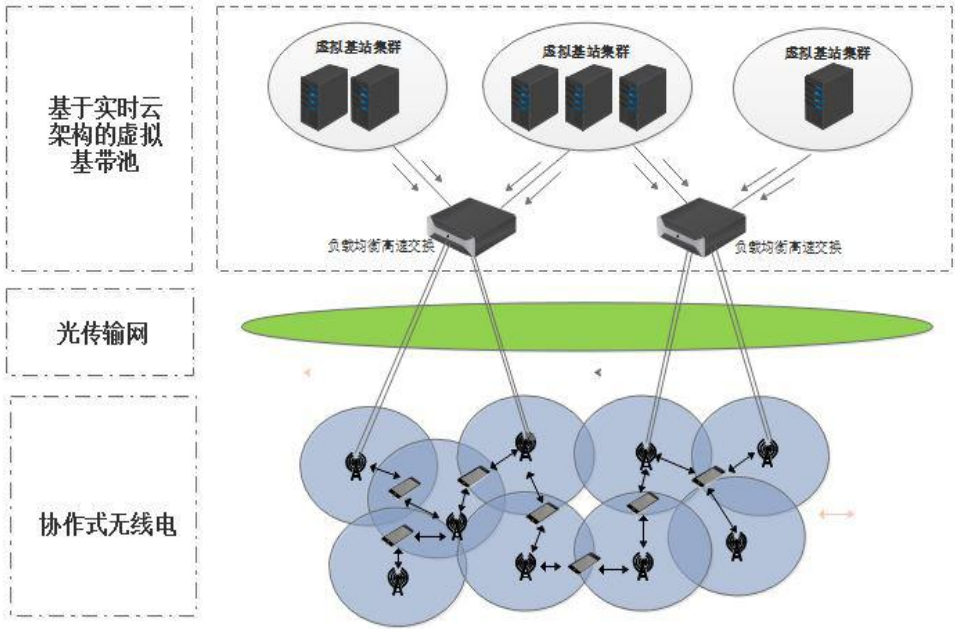 虚拟基站集群
虚拟基站集群
虚拟基站集群
基于实时云
架构的虚拟
基带池
负载均衡高速交换
负载均衡高速交换
光传输网
协作式无线电